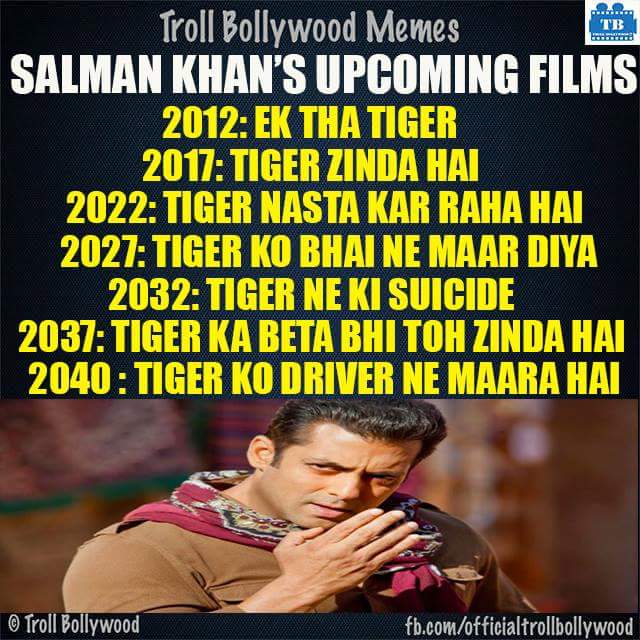 Troll Bollywood Memes
TB
SALMAN KHAN'S UPCOMING FILMS
2012: EK THA TIGER
2017: TIGER ZINDA HAI
2022: TIGER NASTA KAR RAHA HAI
2027: TIGER KO BHAI NE MAAR DIYA
2032: TIGER NE KI SUICIDE
2037: TIGER KA BETA BHI TOH ZINDA HAI
2040 : TIGER KO DRIVER NE MAARA HAI
© Troll Bollywood
fb.com/officialtrollbollywood